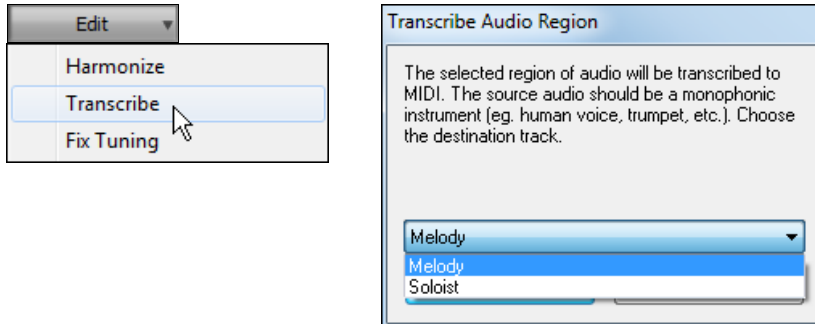 Edit
Harmonize
Transcribe
Fix Tuning
Transcribe Audio Region
The selected region of audio will be transcribed to
MIDI. The source audio should be a monophonic
instrument (eg. human voice, trumpet, etc.). Choose
the destination track.
Melody
Melody
Soloist